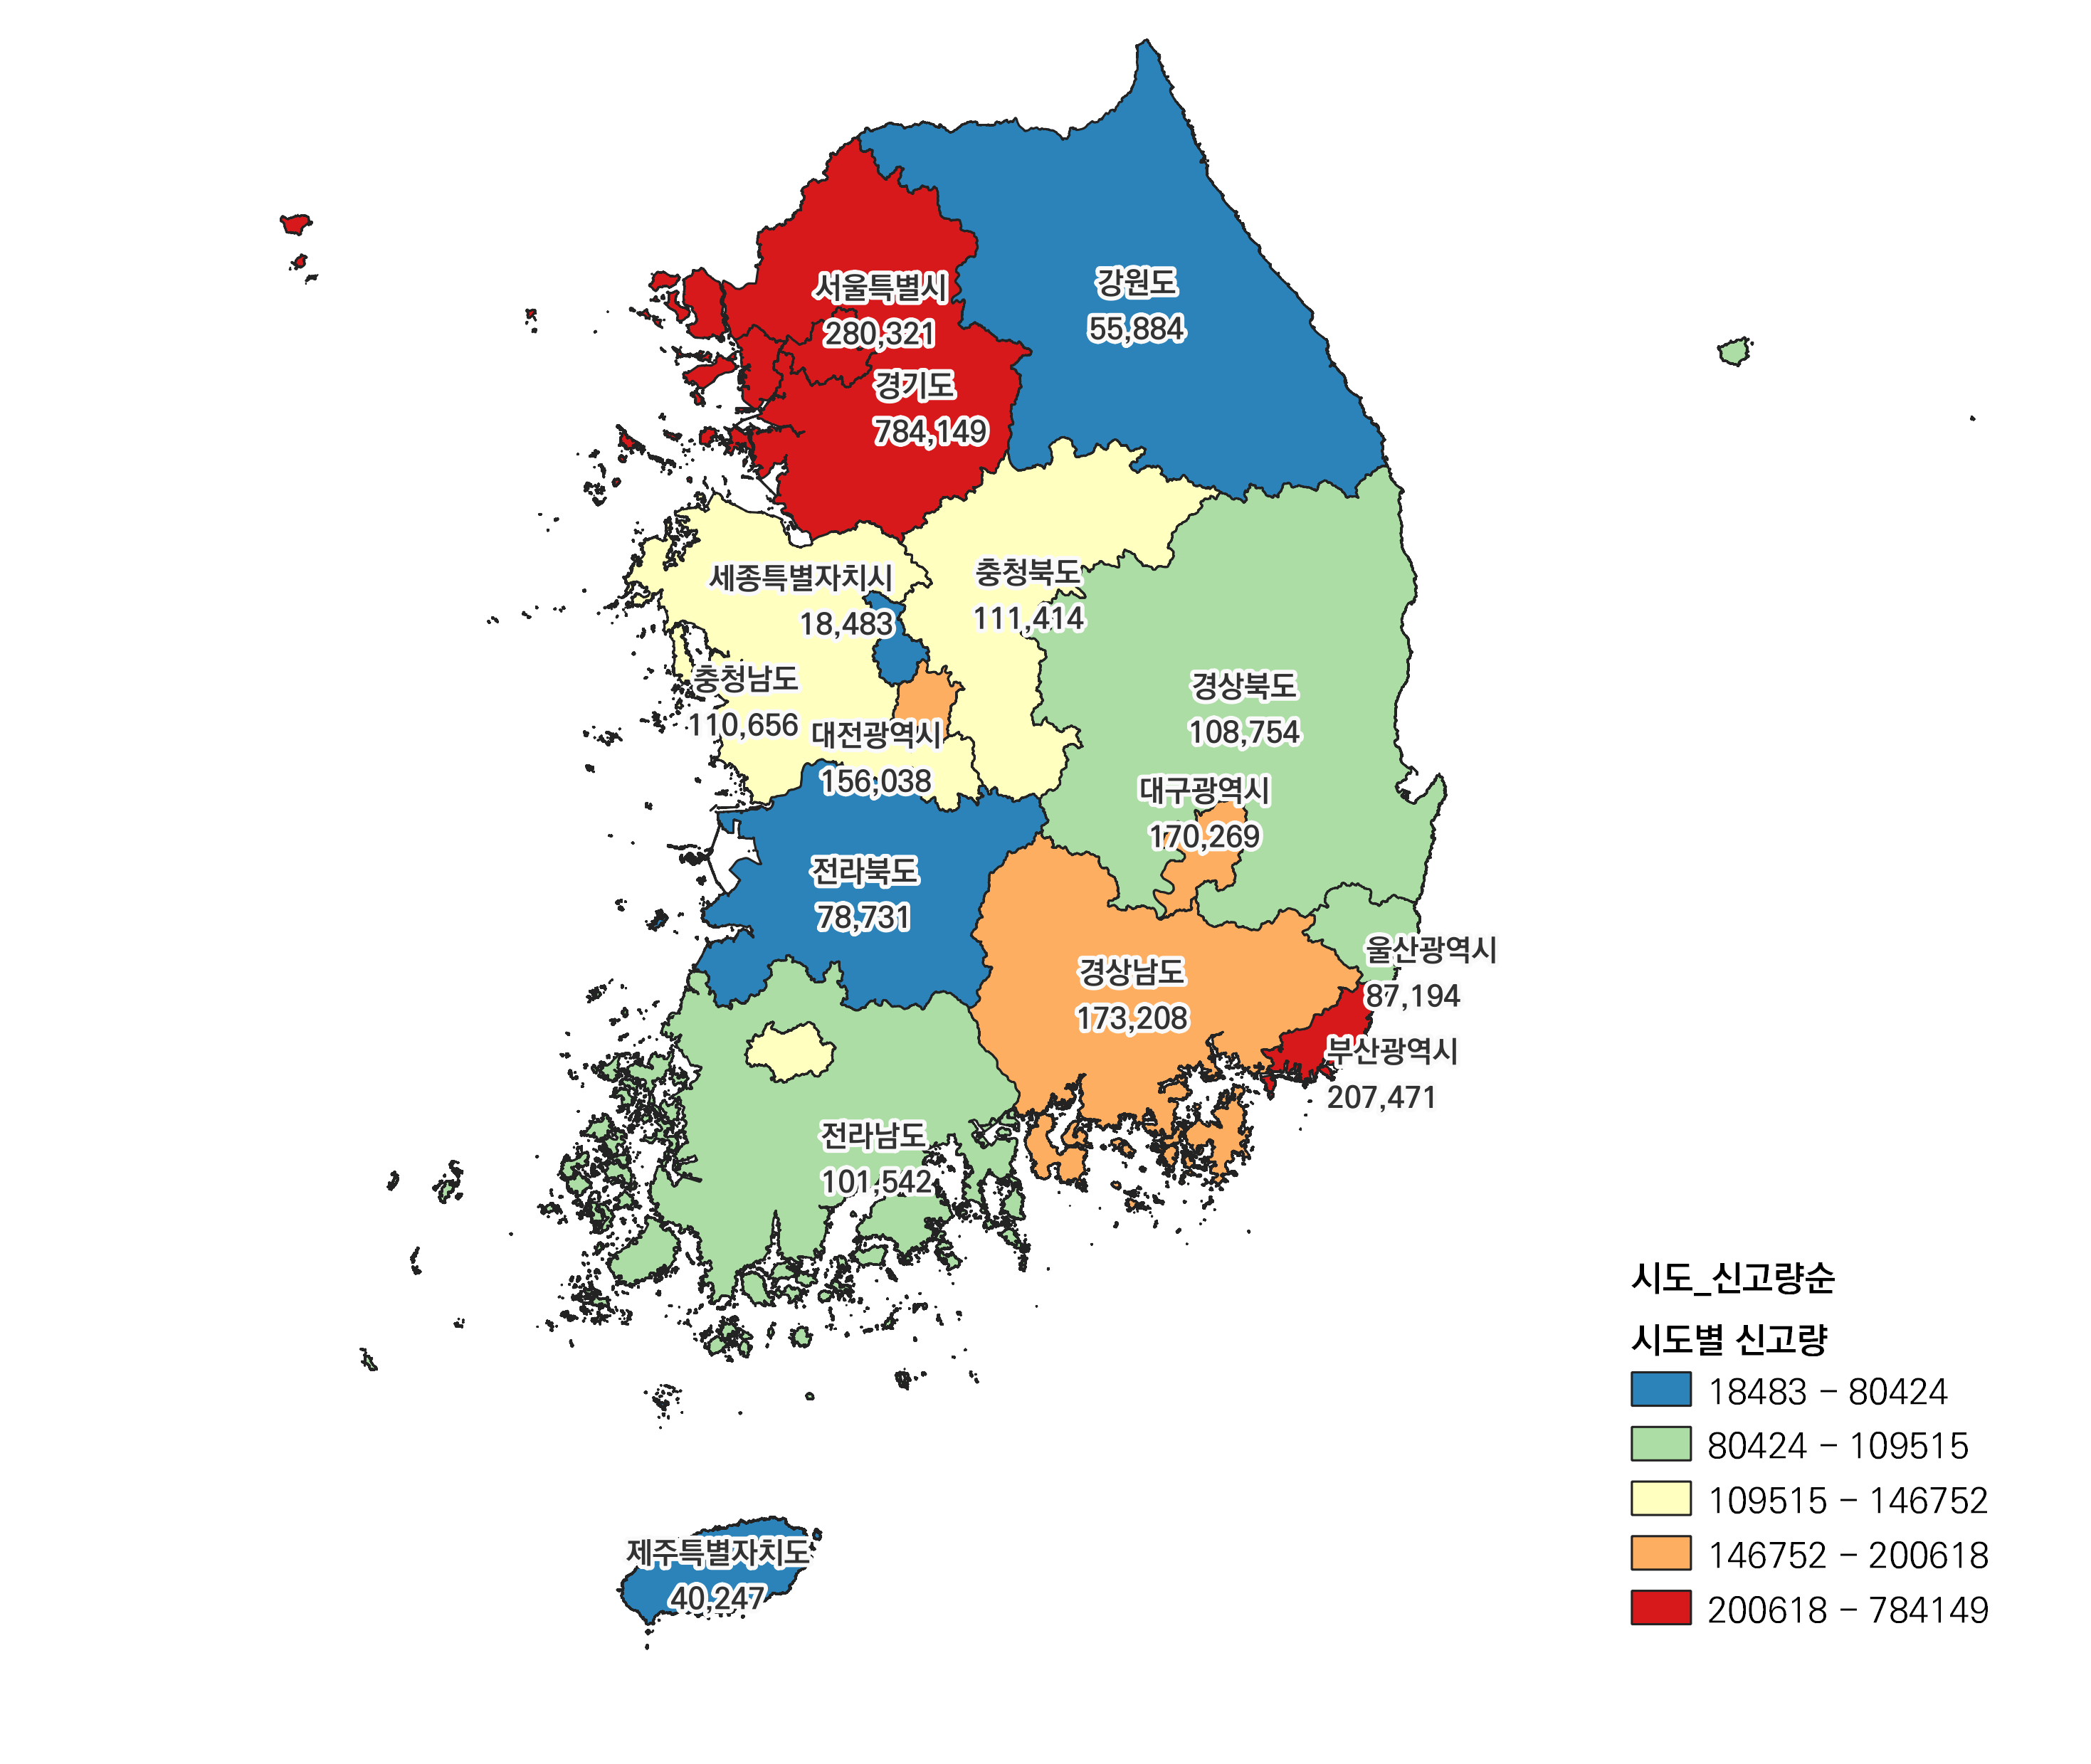 서울특별시
280,321
강원도
55,884
경기도
784,149
세종특별자치시
18,483
충청북도
111,414
충청남도
110,656
대전광역시
156,038
경상북도
108,754
대구광역시
170,269
전라북도
78,731
경상남도
173,208
울산광역시
87,194
부산광역시
207,471
전라남도
101,542
제주특별자치도
40,247
시도_신고량순
시도별 신고량
18483 - 80424
80424 - 109515
109515 - 146752
146752 - 200618
200618 - 784149